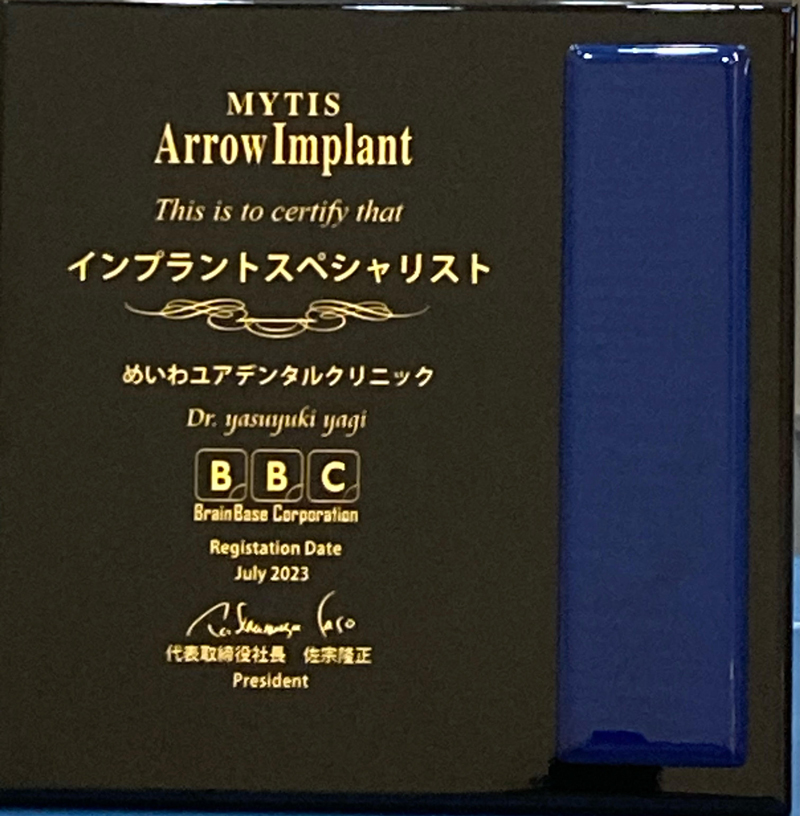 MYTIS
ArrowImplant
This is to certify that
インプラントスペシャリスト
めいわユアデンタルクリニック
Dr. yasuyuki yagi
BBC
BrainBase Corporation
Registation Date
July 2023
代表取締役社長 佐宗隆正
President